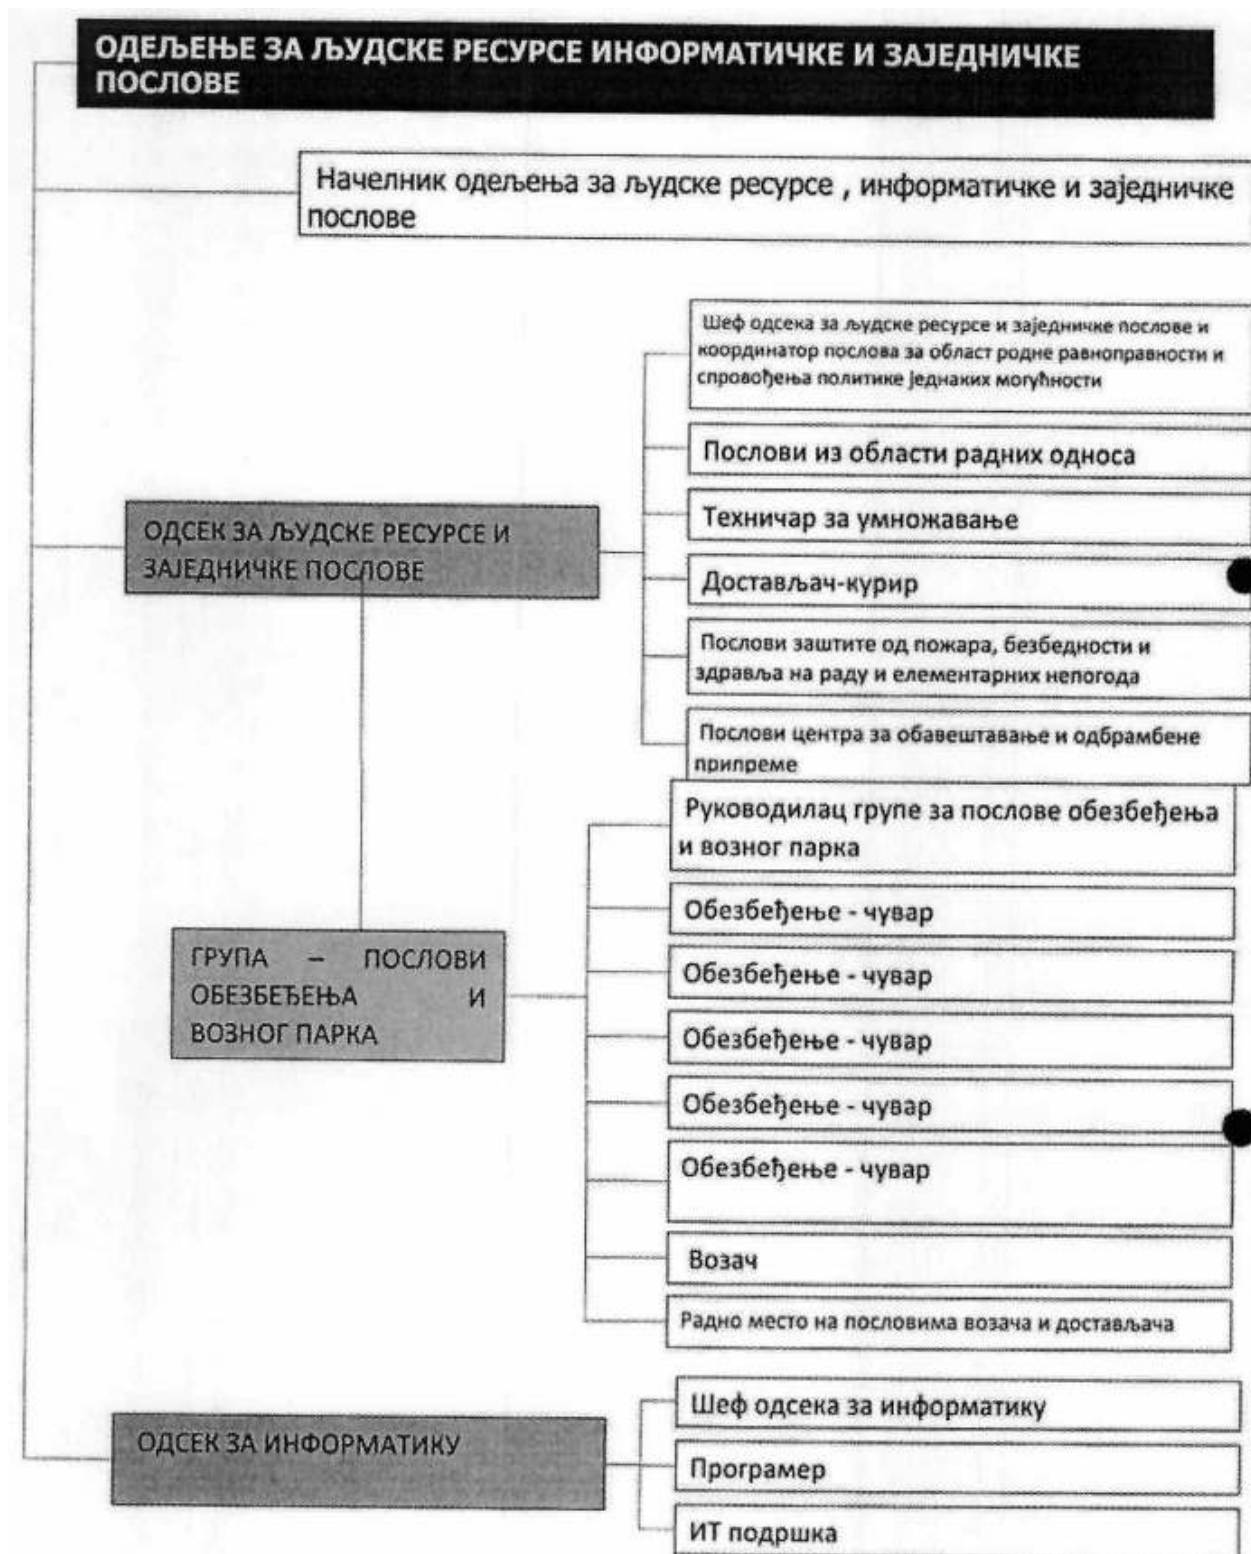 ОДЕЉЕЊЕ ЗА ЉУДСКЕ РЕСУРСЕ ИНФОРМАТИЧКЕ И ЗАЈЕДНИЧКЕ
ПОСЛОВЕ
Начелник одељења за људске ресурсе , информатичке и заједничке
послове
Шеф одсека за људске ресурсе и заједничке послове и
координатор послова за област родне равноправности и
спровођења политике једнаких могућности
Послови из области радних односа
Техничар за умножавање
ОДСЕК ЗА ЉУДСКЕ РЕСУРСЕ И
ЗАЈЕДНИЧКЕ ПОСЛОВЕ
Достављач-курир
Послови заштите од пожара, безбедности и
здравља на раду и елементарних непогода
Послови центра за обавештавање и одбрамбене
припреме
Руководилац групе за послове обезбеђења
и возног парка
Обезбеђење - чувар
ГРУПА – ПОСЛОВИ
ОБЕЗБЕЂЕЊА И
ВОЗНОГ ПАРКА
Обезбеђење - чувар
Обезбеђење - чувар
Обезбеђење - чувар
Обезбеђење - чувар
Возач
Радно место на пословима возача и достављача
ОДСЕК ЗА ИНФОРМАТИКУ
Шеф одсека за информатику
Програмер
ИТ подршка